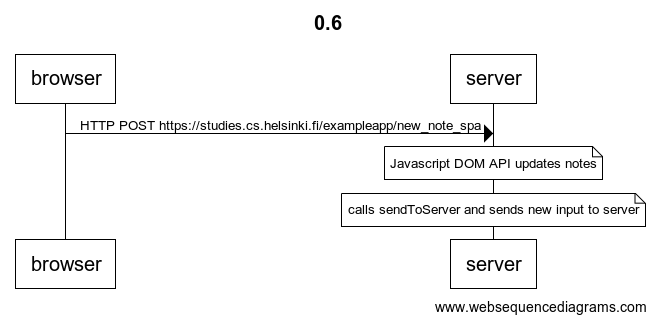 0.6
browser
server
HTTP POST https://studies.cs.helsinki.fi/exampleapp/new_note_spa
Javascript DOM API updates notes
calls sendToServer and sends new input to server
browser
server
www.websequencediagrams.com